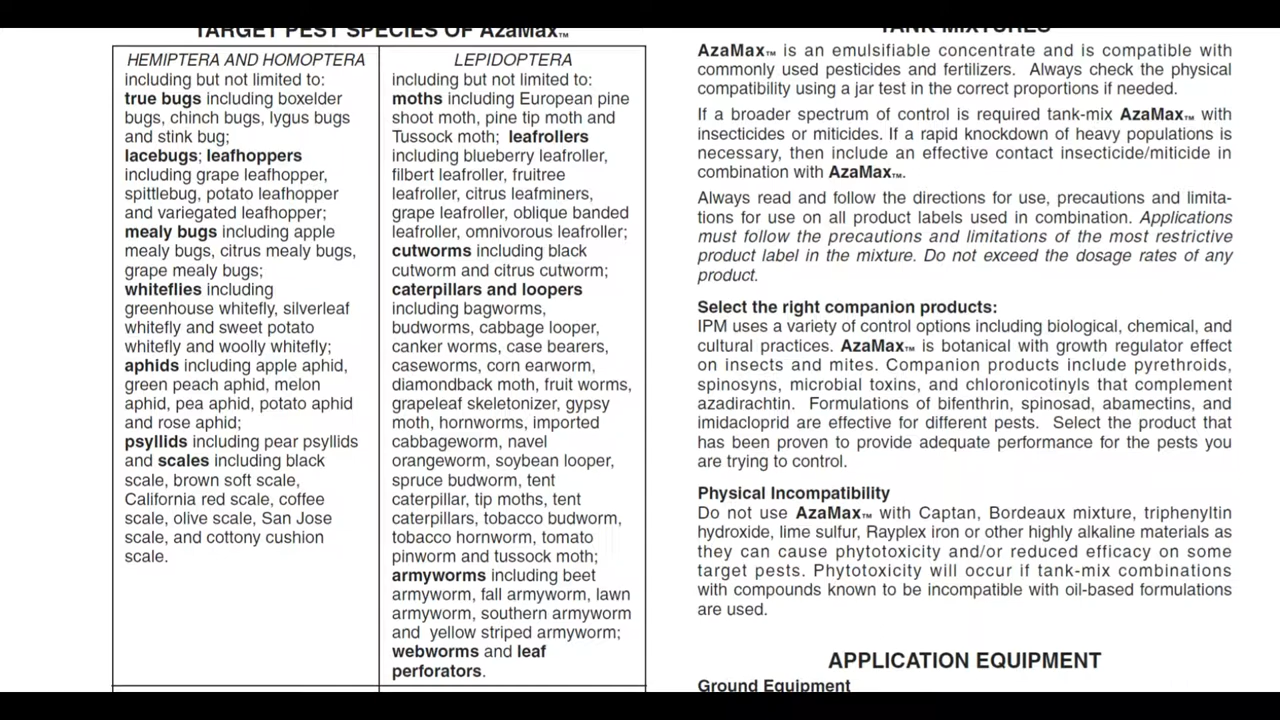 TARGET PEST SPECIES OF AzaMax™
HEMIPTERA AND HOMOPTERA
including but not limited to:
true bugs including boxelder
bugs, chinch bugs, lygus bugs
and stink bug;
lacebugs; leafhoppers
including grape leafhopper,
spittlebug, potato leafhopper
and variegated leafhopper;
mealy bugs including apple
mealy bugs, citrus mealy bugs,
grape mealy bugs;
whiteflies including
greenhouse whitefly, silverleaf
whitefly and sweet potato
whitefly and woolly whitefly;
aphids including apple aphid,
green peach aphid, melon
aphid, pea aphid, potato aphid
and rose aphid;
psyllids including pear psyllids
and scales including black
scale, brown soft scale,
California red scale, coffee
scale, olive scale, San Jose
scale, and cottony cushion
scale.
LEPIDOPTERA
including but not limited to:
moths including European pine
shoot moth, pine tip moth and
Tussock moth; leafrollers
including blueberry leafroller,
filbert leafroller, fruitree
leafroller, citrus leafminers,
grape leafroller, oblique banded
leafroller, omnivorous leafroller;
cutworms including black
cutworm and citrus cutworm;
caterpillars and loopers
including bagworms,
budworms, cabbage looper,
canker worms, case bearers,
caseworms, corn earworm,
diamondback moth, fruit worms,
grapeleaf skeletonizer, gypsy
moth, hornworms, imported
cabbageworm, navel
orangeworm, soybean looper,
spruce budworm, tent
caterpillar, tip moths, tent
caterpillars, tobacco budworm,
tobacco hornworm, tomato
pinworm and tussock moth;
armyworms including beet
armyworm, fall armyworm, lawn
armyworm, southern armyworm
and yellow striped armyworm;
webworms and leaf
perforators.
TANK MIXTURES
AzaMax™ is an emulsifiable concentrate and is compatible with
commonly used pesticides and fertilizers. Always check the physical
compatibility using a jar test in the correct proportions if needed.
If a broader spectrum of control is required tank-mix AzaMax™ with
insecticides or miticides. If a rapid knockdown of heavy populations is
necessary, then include an effective contact insecticide/miticide in
combination with AzaMax™.
Always read and follow the directions for use, precautions and limita-
tions for use on all product labels used in combination. Applications
must follow the precautions and limitations of the most restrictive
product label in the mixture. Do not exceed the dosage rates of any
product.
Select the right companion products:
IPM uses a variety of control options including biological, chemical, and
cultural practices. AzaMax™ is botanical with growth regulator effect
on insects and mites. Companion products include pyrethroids,
spinosyns, microbial toxins, and chloronicotinyls that complement
azadirachtin. Formulations of bifenthrin, spinosad, abamectins, and
imidacloprid are effective for different pests. Select the product that
has been proven to provide adequate performance for the pests you
are trying to control.
Physical Incompatibility
Do not use AzaMax™ with Captan, Bordeaux mixture, triphenyltin
hydroxide, lime sulfur, Rayplex iron or other highly alkaline materials as
they can cause phytotoxicity and/or reduced efficacy on some
target pests. Phytotoxicity will occur if tank-mix combinations
with compounds known to be incompatible with oil-based formulations
are used.
APPLICATION EQUIPMENT
Ground Equipment